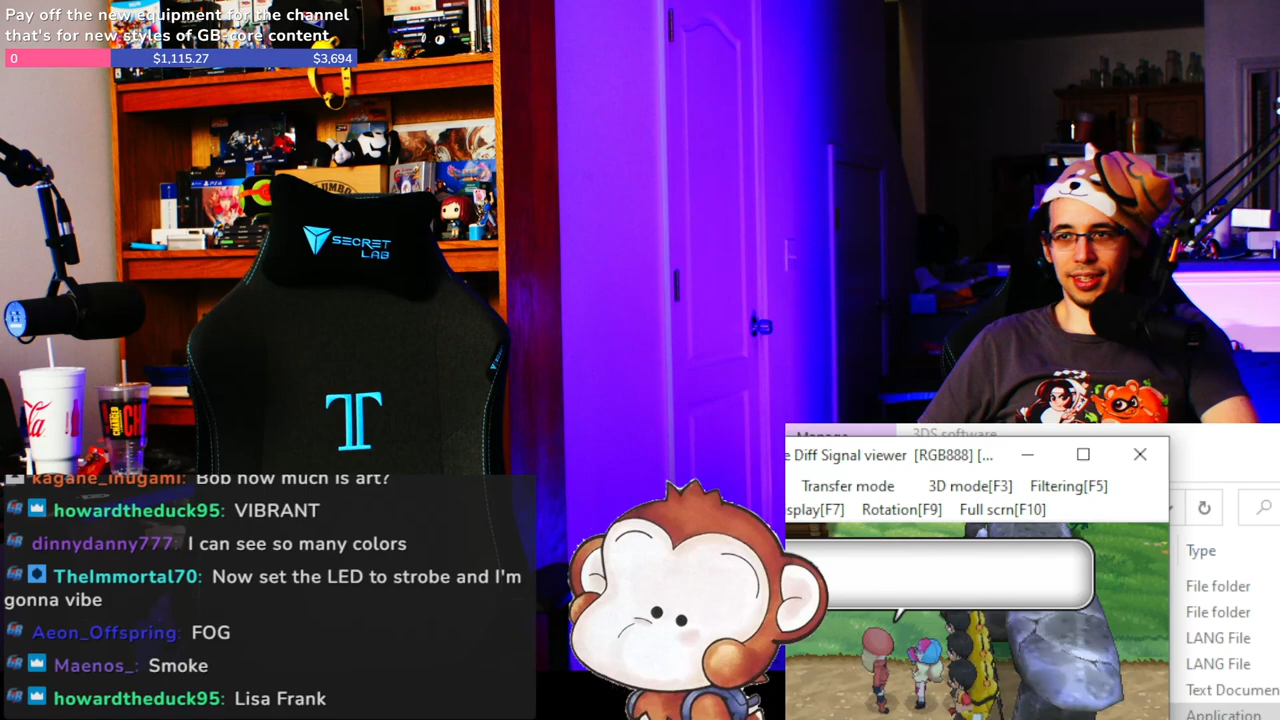 Pay off the new equipment for the channel
that's for new styles of GB-core content
0 $1,115.27 $3,694
SECRET
LAB
T
kagane_inugami: Bob how much is art?
howardtheduck95: VIBRANT
dinnydanny777: I can see so many colors
TheImmortal70: Now set the LED to strobe and I'm
gonna vibe
Aeon_Offspring: FOG
Maenos_: Smoke
howardtheduck95: Lisa Frank
Manage 3DS software
e Diff Signal viewer [RGB888] [...
Transfer mode 3D mode[F3] Filtering[F5]
splay[F7] Rotation[F9] Full scrn[F10]
Type
File folder
File folder
LANG File
LANG File
Text Documen
Application